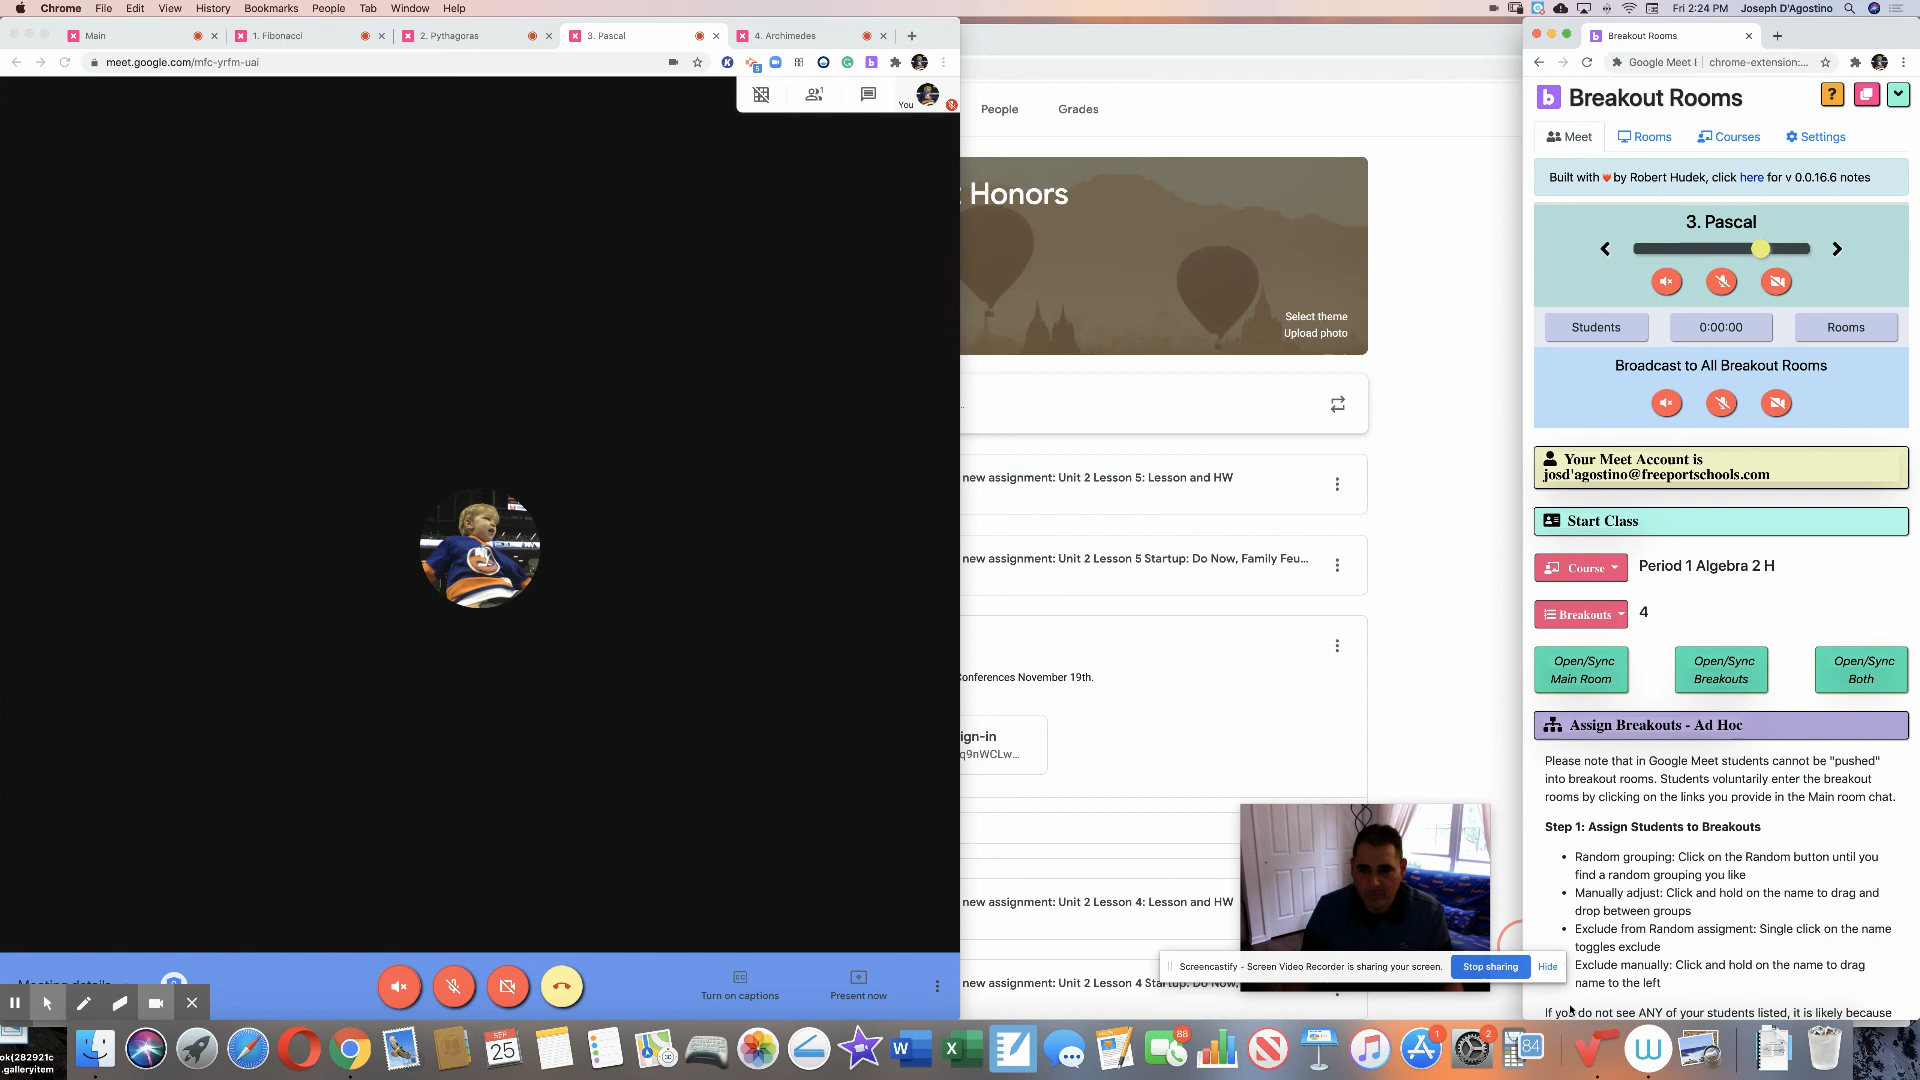 Chrome File Edit View History Bookmarks People Tab Window Help
Fri 2:24 PM Joseph D'Agostino
Main
1. Fibonacci
2. Pythagoras
3. Pascal
4. Archimedes
meet.google.com/mfc-yrfm-uai
5
1
You
People Grades
Honors
Select theme
Upload photo
new assignment: Unit 2 Lesson 5: Lesson and HW
new assignment: Unit 2 Lesson 5 Startup: Do Now, Family Feu...
Conferences November 19th.
ign-in
q9nWCLw...
new assignment: Unit 2 Lesson 4: Lesson and HW
new assignment: Unit 2 Lesson 4 Startup: Do Now,
Screencastify - Screen Video Recorder is sharing your screen. Stop sharing Hide
Meeting details
Turn on captions
Present now
Breakout Rooms
Google Meet chrome-extension:...
b Breakout Rooms ?
Meet Rooms Courses Settings
Built with by Robert Hudek, click here for v 0.0.16.6 notes
3. Pascal
Students 0:00:00 Rooms
Broadcast to All Breakout Rooms
Your Meet Account is
josd'agostino@freeportschools.com
Start Class
Course Period 1 Algebra 2 H
Breakouts 4
Open/Sync Main Room
Open/Sync Breakouts
Open/Sync Both
Assign Breakouts - Ad Hoc
Please note that in Google Meet students cannot be "pushed"
into breakout rooms. Students voluntarily enter the breakout
rooms by clicking on the links you provide in the Main room chat.
Step 1: Assign Students to Breakouts
• Random grouping: Click on the Random button until you
find a random grouping you like
• Manually adjust: Click and hold on the name to drag and
drop between groups
• Exclude from Random assigment: Single click on the name
toggles exclude
Exclude manually: Click and hold on the name to drag
name to the left
If you do not see ANY of your students listed, it is likely because
ok(282921c
.galleryitem
SEP
25
W
X
88
1
2
84